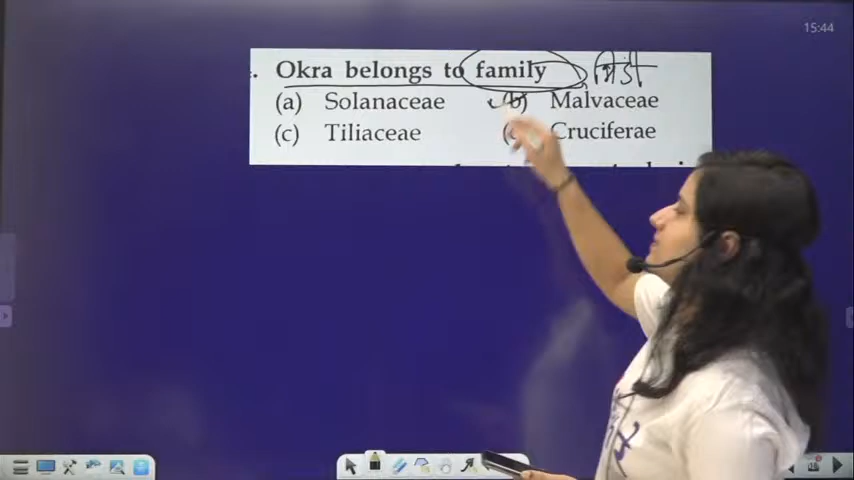 15:44
Okra belongs to family भिंडी
(a) Solanaceae (b) Malvaceae
(c) Tiliaceae Cruciferae